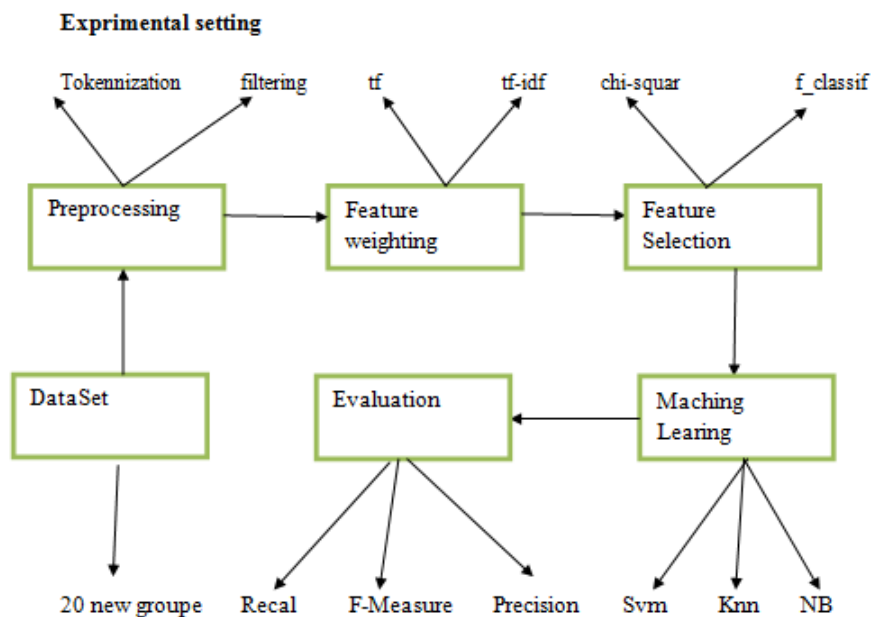 Exprimental setting
Tokennization filtering tf tf-idf chi-squar f_classif
Preprocessing
Feature
weighting
Feature
Selection
DataSet
Evaluation
Maching
Learing
20 new groupe Recal F-Measure Precision Svm Knn NB